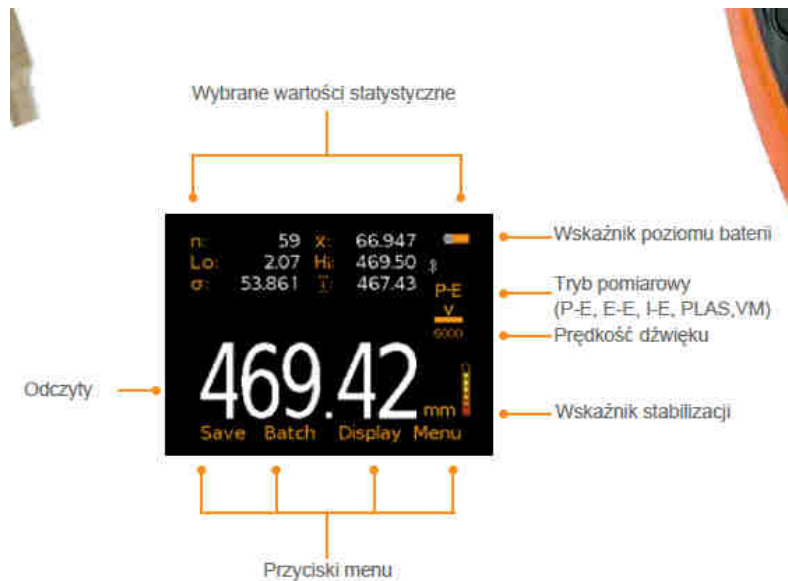 Wybrane wartości statystyczne
n: 59 x̄: 66.947
Lo: 2.07 Hi: 469.50
σ: 53.861 467.43
P-E
V
6000
469.42 mm
Save Batch Display Menu
Wskaźnik poziomu baterii
Tryb pomiarowy
(P-E, E-E, I-E, PLAS,VM)
Prędkość dźwięku
Odczyty
Wskaźnik stabilizacji
Przyciski menu